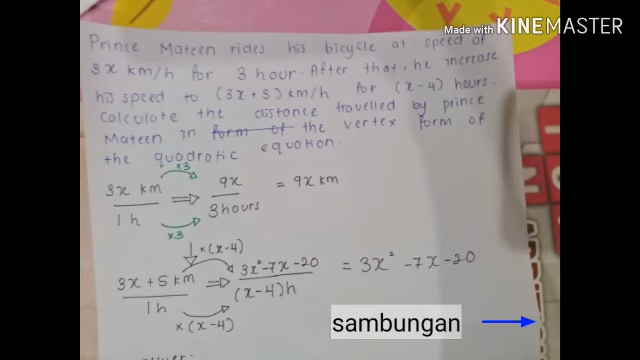 Made with KINEMASTER
Prince Mateen rides his bicycle at speed of
3x km/h for 3 hour. After that, he increase
his speed to (3x+5) km/h for (x-4) hours.
Calculate the distance travelled by prince
Mateen in form of the vertex form of
the quadratic equation.
×3
3x km / 1h ⇒ 9x / 3 hours = 9x km
×3
↓ ×(x-4)
3x+5 km / 1h ⇒ 3x²-7x-20 / (x-4)h = 3x² -7x-20
×(x-4)
sambungan